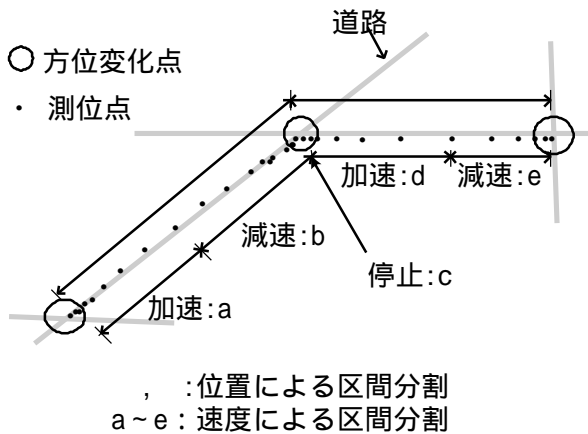 道路
○ 方位変化点
・ 測位点
加速:d
減速:e
減速:b
停止:c
加速:a
, :位置による区間分割
a~e:速度による区間分割